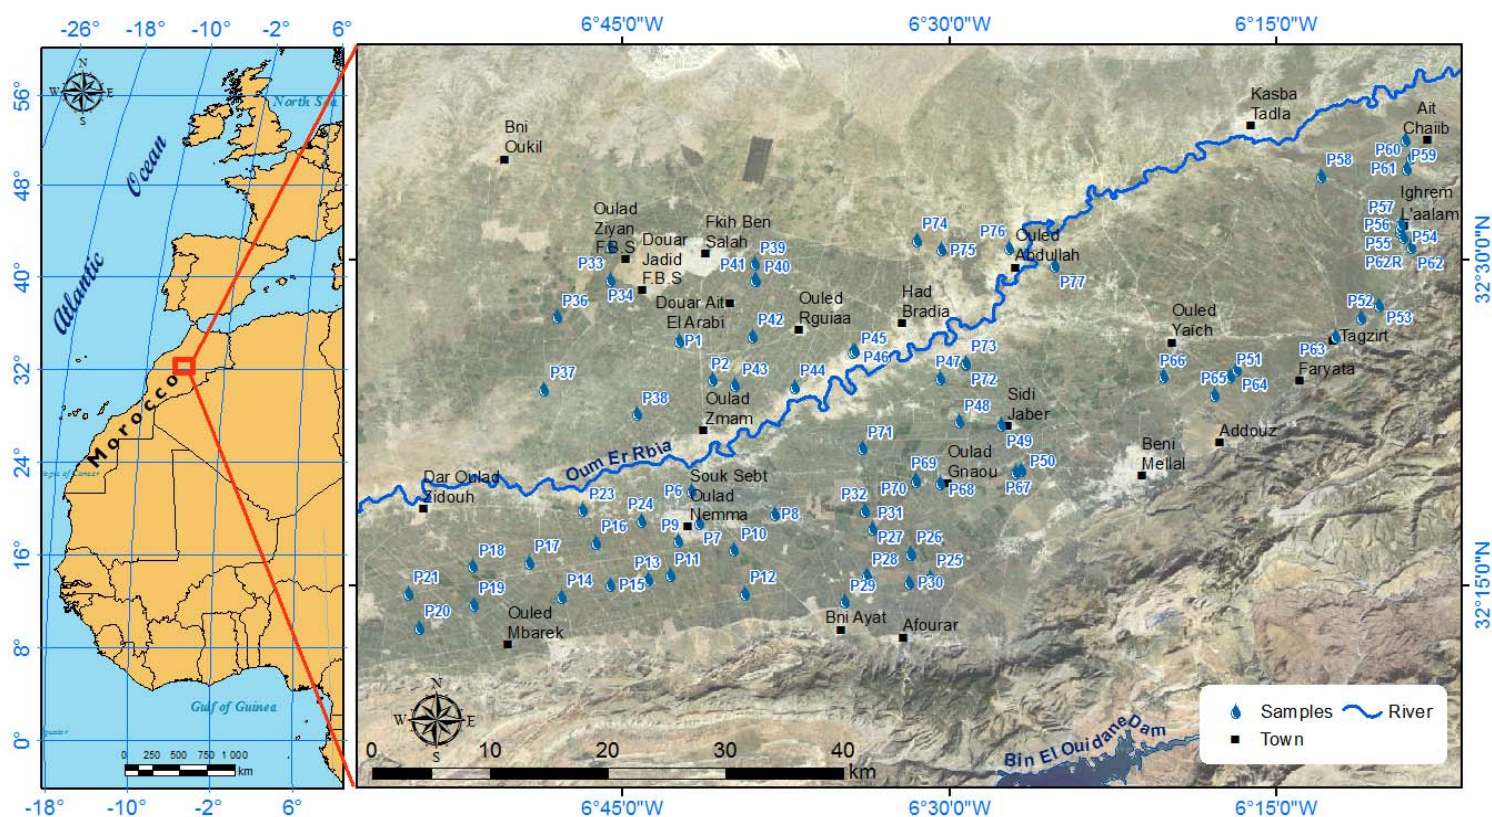 -26°
-18°
-10°
-2°
6°
6°45'0"W
6°30'0"W
6°15'0"W
56°
48°
40°
32°
24°
16°
8°
0°
N
W
E
S
North Sea
Ocean
Atlantic
Morocco
Gulf of Guinea
0 250 500 750 1 000
km
-18°
-10°
-2°
6°
Kasba
Tadla
Ait
Chaiib
Bni
Oukil
P60
P59
P58
P61
Ighrem
L'aalam
P57
P56
P55
P54
P62R
P62
Oulad
Ziyan
F.B.S
Fkih Ben
Salah
Douar
Jadid
F.B.S
P39
P41
P40
P33
P34
P36
P74
P75
P76
Ouled
Abdullah
P77
Douar Ait
El Arabi
Ouled
Rguiaa
Had
Bradia
Ouled
Yaich
P52
P53
P63
Tagzirt
P1
P42
P45
P46
P73
P47
P72
P66
P51
P65
P64
Faryata
P37
P2
P43
P44
P38
Oulad
Zmam
P48
Sidi
Jaber
P49
Addouz
P71
Oum Er Rbia
Beni
Mellal
Dar Oulad
Zidouh
Souk Sebt
Oulad
Nemma
P6
P69
Oulad
Gnaou
P50
P70
P68
P67
P23
P24
P32
P31
P16
P9
P7
P8
P10
P27
P26
P18
P17
P13
P11
P28
P25
P21
P19
P14
P15
P12
P29
P30
P20
Ouled
Mbarek
Bni Ayat
Afourar
32°30'0"N
32°15'0"N
N
W
E
S
0 10 20 30 40
km
Bin El Ouidane Dam
Samples
River
Town
6°45'0"W
6°30'0"W
6°15'0"W